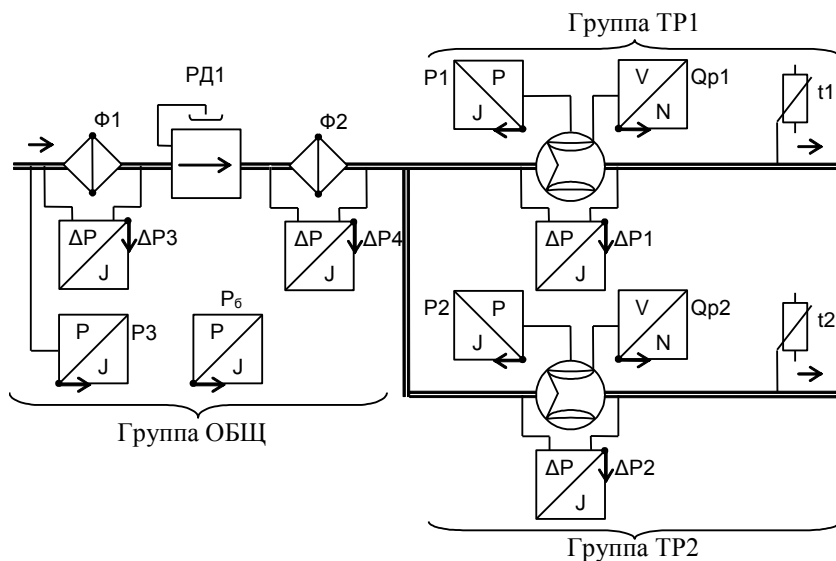 Группа ТР1
РД1
P1
P
J
V
N
Qp1
t1
Ф1
Ф2
ΔP
J
ΔP3
ΔP
J
ΔP4
ΔP
J
ΔP1
P
J
P3
Pб
P
J
P2
P
J
V
N
Qp2
t2
Группа ОБЩ
ΔP
J
ΔP2
Группа ТР2